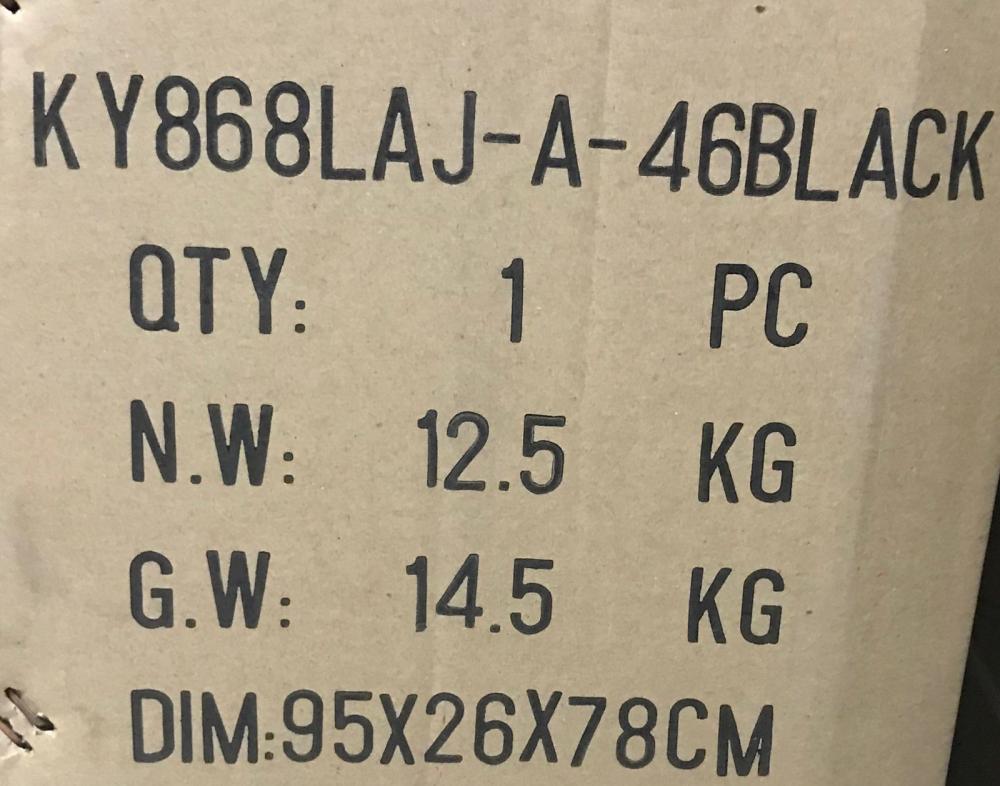 KY868LAJ-A-46BLACK
QTY: 1 PC
N.W: 12.5 KG
G.W: 14.5 KG
DIM:95X26X78CM